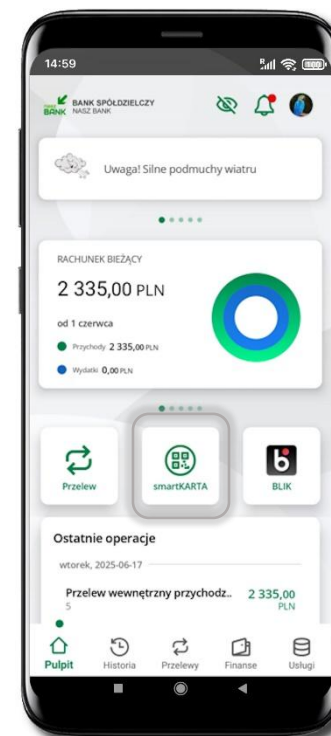 14:59
R
nasz
BANK
BANK SPÓŁDZIELCZY
NASZ BANK
Uwaga! Silne podmuchy wiatru
RACHUNEK BIEŻĄCY
2 335,00 PLN
od 1 czerwca
Przychody 2 335,00 PLN
Wydatki 0,00 PLN
Przelew
smartKARTA
BLIK
Ostatnie operacje
wtorek, 2025-06-17
Przelew wewnętrzny przychodz.. 2 335,00
5 PLN
Pulpit Historia Przelewy Finanse Usługi